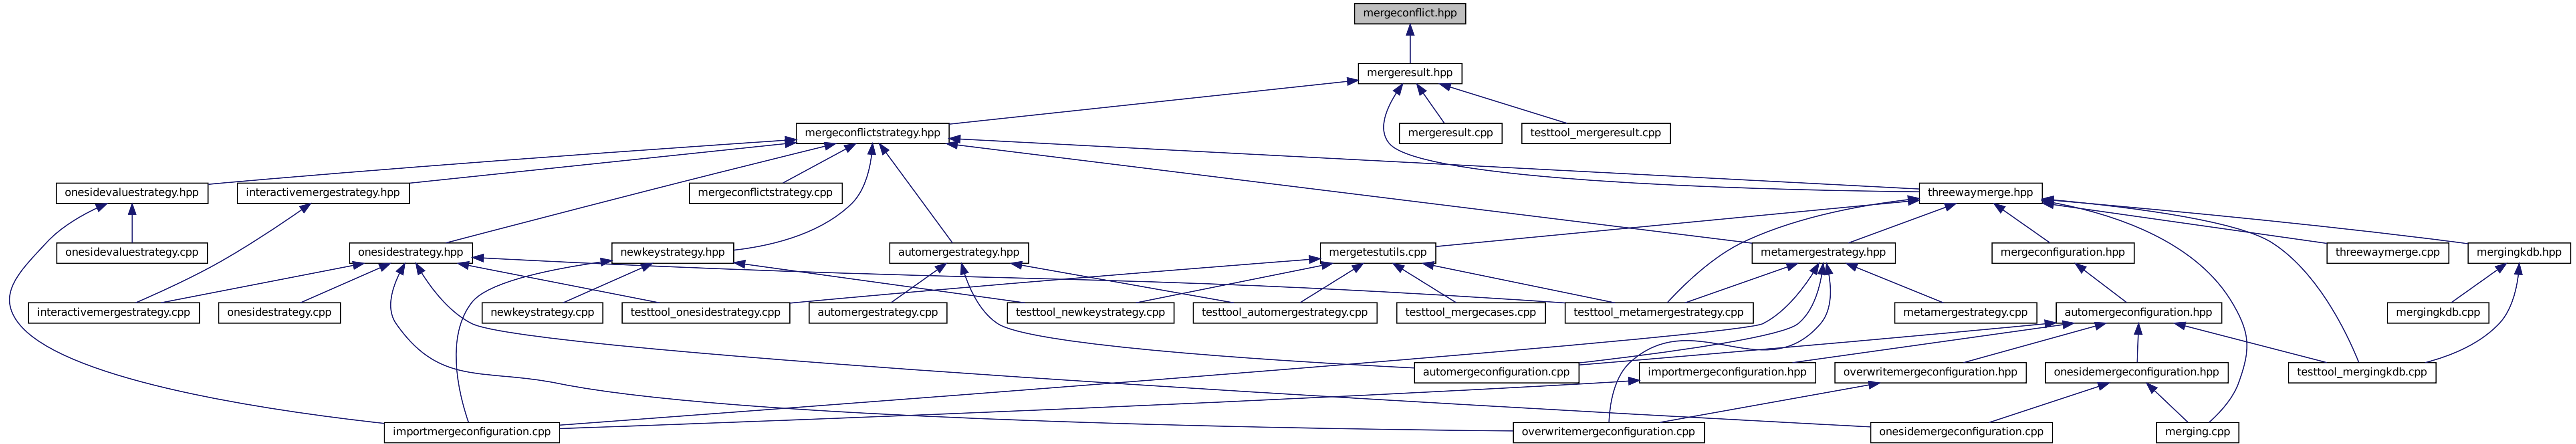 mergeconflict.hpp
mergeresult.hpp
mergeconflictstrategy.hpp
mergeresult.cpp
testtool_mergeresult.cpp
onesidevaluestrategy.hpp
interactivemergestrategy.hpp
mergeconflictstrategy.cpp
threewaymerge.hpp
onesidevaluestrategy.cpp
onesidestrategy.hpp
newkeystrategy.hpp
automergestrategy.hpp
mergetestutils.cpp
metamergestrategy.hpp
mergeconfiguration.hpp
threewaymerge.cpp
mergingkdb.hpp
interactivemergestrategy.cpp
onesidestrategy.cpp
newkeystrategy.cpp
testtool_onesidestrategy.cpp
automergestrategy.cpp
testtool_newkeystrategy.cpp
testtool_automergestrategy.cpp
testtool_mergecases.cpp
testtool_metamergestrategy.cpp
metamergestrategy.cpp
automergeconfiguration.hpp
mergingkdb.cpp
automergeconfiguration.cpp
importmergeconfiguration.hpp
overwritemergeconfiguration.hpp
onesidemergeconfiguration.hpp
testtool_mergingkdb.cpp
importmergeconfiguration.cpp
overwritemergeconfiguration.cpp
onesidemergeconfiguration.cpp
merging.cpp